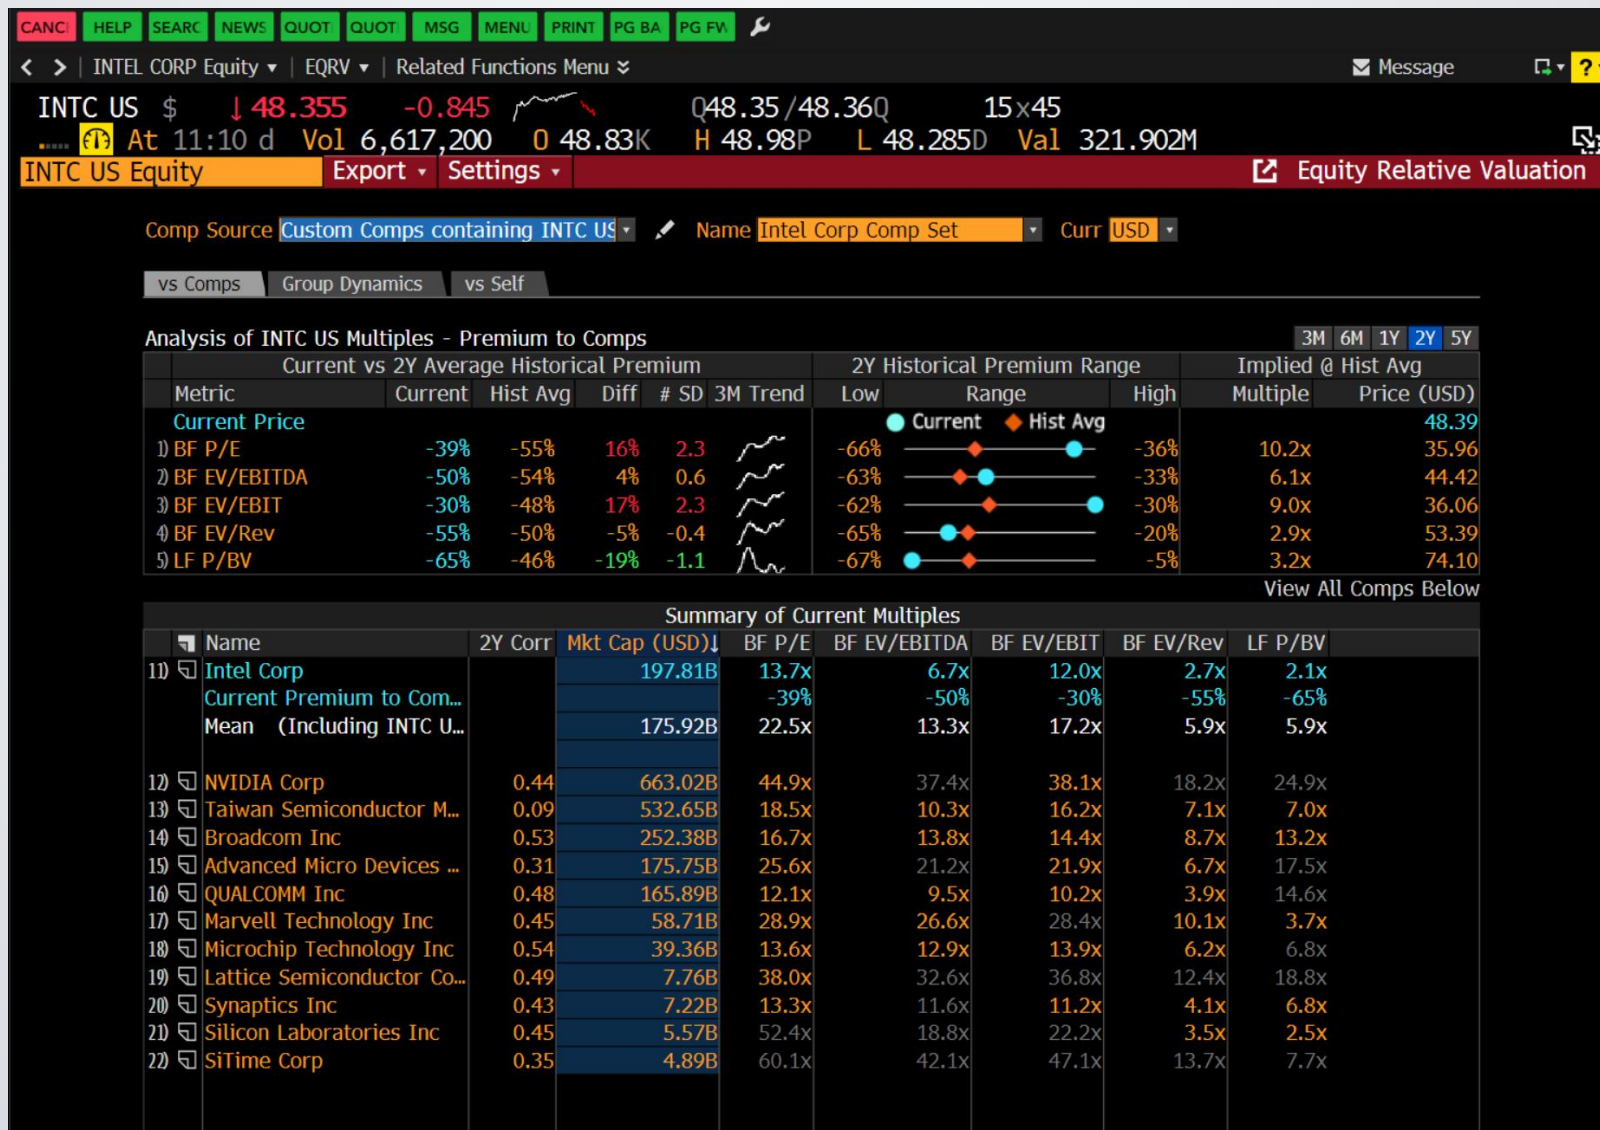 CANC HELP SEARC NEWS QUOT QUOT MSG MENU PRINT PG BA PG FW
INTEL CORP Equity EQRV Related Functions Menu Message ?
INTC US $ ↓48.355 -0.845 Q48.35/48.36Q 15x45
At 11:10 d Vol 6,617,200 O 48.83K H 48.98P L 48.285D Val 321.902M
INTC US Equity Export Settings Equity Relative Valuation
Comp Source Custom Comps containing INTC US Name Intel Corp Comp Set Curr USD
vs Comps Group Dynamics vs Self
Analysis of INTC US Multiples - Premium to Comps 3M 6M 1Y 2Y 5Y
Current vs 2Y Average Historical Premium 2Y Historical Premium Range Implied @ Hist Avg
Metric Current Hist Avg Diff # SD 3M Trend Low Range High Multiple Price (USD)
Current Price Current Hist Avg 48.39
1) BF P/E -39% -55% 16% 2.3 -66% -36% 10.2x 35.96
2) BF EV/EBITDA -50% -54% 4% 0.6 -63% -33% 6.1x 44.42
3) BF EV/EBIT -30% -48% 17% 2.3 -62% -30% 9.0x 36.06
4) BF EV/Rev -55% -50% -5% -0.4 -65% -20% 2.9x 53.39
5) LF P/BV -65% -46% -19% -1.1 -67% -5% 3.2x 74.10
View All Comps Below
Summary of Current Multiples
Name 2Y Corr Mkt Cap (USD)↓ BF P/E BF EV/EBITDA BF EV/EBIT BF EV/Rev LF P/BV
11) Intel Corp 197.81B 13.7x 6.7x 12.0x 2.7x 2.1x
Current Premium to Com... -39% -50% -30% -55% -65%
Mean (Including INTC U... 175.92B 22.5x 13.3x 17.2x 5.9x 5.9x
12) NVIDIA Corp 0.44 663.02B 44.9x 37.4x 38.1x 18.2x 24.9x
13) Taiwan Semiconductor M... 0.09 532.65B 18.5x 10.3x 16.2x 7.1x 7.0x
14) Broadcom Inc 0.53 252.38B 16.7x 13.8x 14.4x 8.7x 13.2x
15) Advanced Micro Devices ... 0.31 175.75B 25.6x 21.2x 21.9x 6.7x 17.5x
16) QUALCOMM Inc 0.48 165.89B 12.1x 9.5x 10.2x 3.9x 14.6x
17) Marvell Technology Inc 0.45 58.71B 28.9x 26.6x 28.4x 10.1x 3.7x
18) Microchip Technology Inc 0.54 39.36B 13.6x 12.9x 13.9x 6.2x 6.8x
19) Lattice Semiconductor Co... 0.49 7.76B 38.0x 32.6x 36.8x 12.4x 18.8x
20) Synaptics Inc 0.43 7.22B 13.3x 11.6x 11.2x 4.1x 6.8x
21) Silicon Laboratories Inc 0.45 5.57B 52.4x 18.8x 22.2x 3.5x 2.5x
22) SiTime Corp 0.35 4.89B 60.1x 42.1x 47.1x 13.7x 7.7x